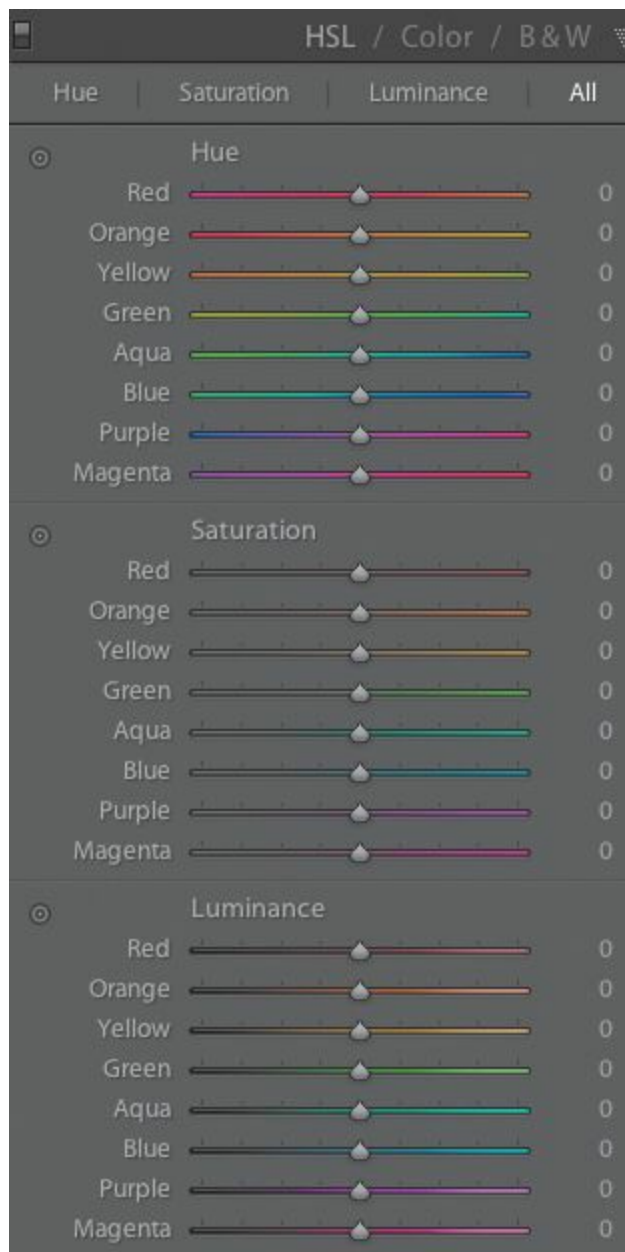 HSL / Color / B & W
Hue | Saturation | Luminance | All
Hue
Red 0
Orange 0
Yellow 0
Green 0
Aqua 0
Blue 0
Purple 0
Magenta 0
Saturation
Red 0
Orange 0
Yellow 0
Green 0
Aqua 0
Blue 0
Purple 0
Magenta 0
Luminance
Red 0
Orange 0
Yellow 0
Green 0
Aqua 0
Blue 0
Purple 0
Magenta 0